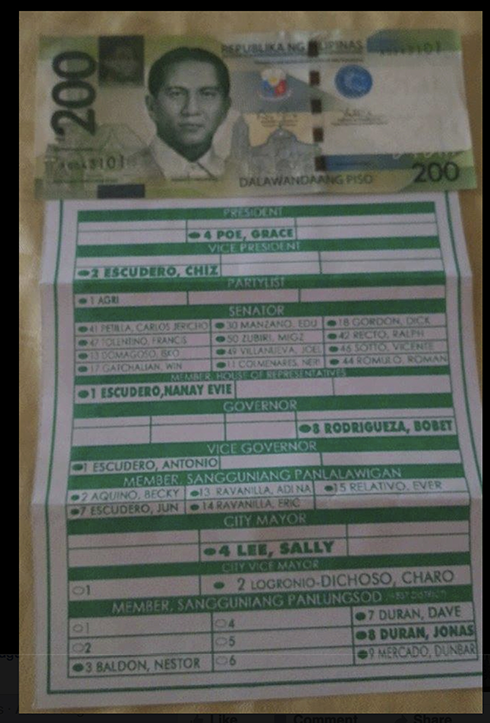 REPUBLIKA NG PILIPINAS
200
DALAWANDAANG PISO
200
PRESIDENT
4 POE, GRACE
VICE PRESIDENT
2 ESCUDERO, CHIZ
PARTYLIST
1 AGRI
SENATOR
41 PETILLA, CARLOS JERICHO 30 MANZANO, EDU 18 GORDON, DICK
47 TOLENTINO, FRANCIS 50 ZUBIRI, MIGZ 42 RECTO, RALPH
13 DOMAGOSO, ISKO 49 VILLANUEVA, JOEL 46 SOTTO, VICENTE
17 GATCHALIAN, WIN 11 COLMENARES, NERI 44 ROMULO, ROMAN
MEMBER, HOUSE OF REPRESENTATIVES
1 ESCUDERO,NANAY EVIE
GOVERNOR
8 RODRIGUEZA, BOBET
VICE GOVERNOR
1 ESCUDERO, ANTONIO
MEMBER, SANGGUNIANG PANLALAWIGAN
2 AQUINO, BECKY 13 RAVANILLA, ADLNA 15 RELATIVO, EVER
7 ESCUDERO, JUN 14 RAVANILLA, ERIC
CITY MAYOR
4 LEE, SALLY
CITY VICE MAYOR
1 2 LOGRONIO-DICHOSO, CHARO
MEMBER, SANGGUNIANG PANLUNGSOD
1 4 7 DURAN, DAVE
2 5 8 DURAN, JONAS
3 BALDON, NESTOR 6 9 MERCADO, DUNBAR
Like Comment Share